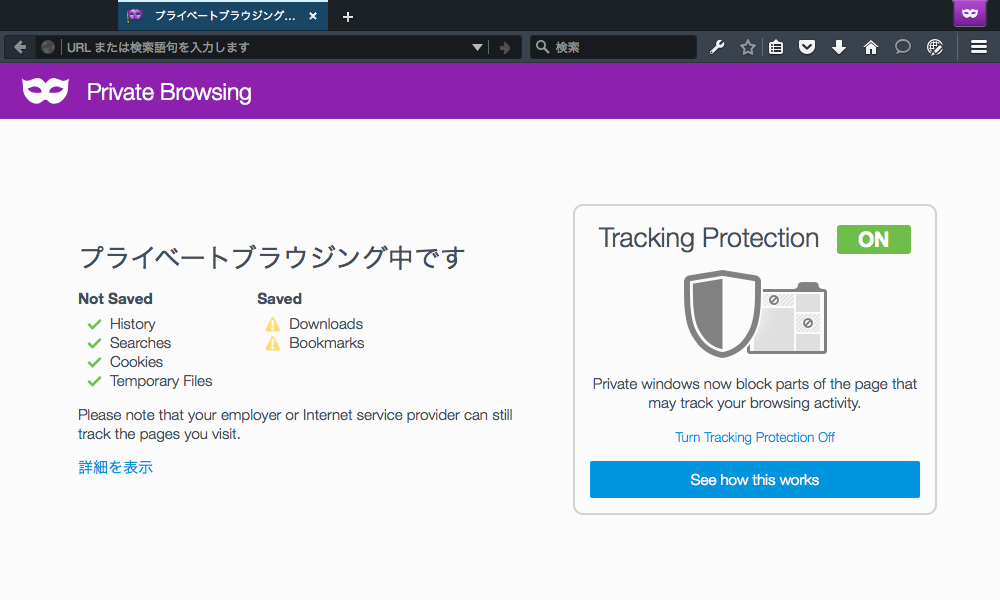 プライベートブラウジング...
URL または検索語句を入力します
検索
Private Browsing
プライベートブラウジング中です
Not Saved
Saved
History
Downloads
Searches
Bookmarks
Cookies
Temporary Files
Please note that your employer or Internet service provider can still
track the pages you visit.
詳細を表示
Tracking Protection
ON
Private windows now block parts of the page that
may track your browsing activity.
Turn Tracking Protection Off
See how this works